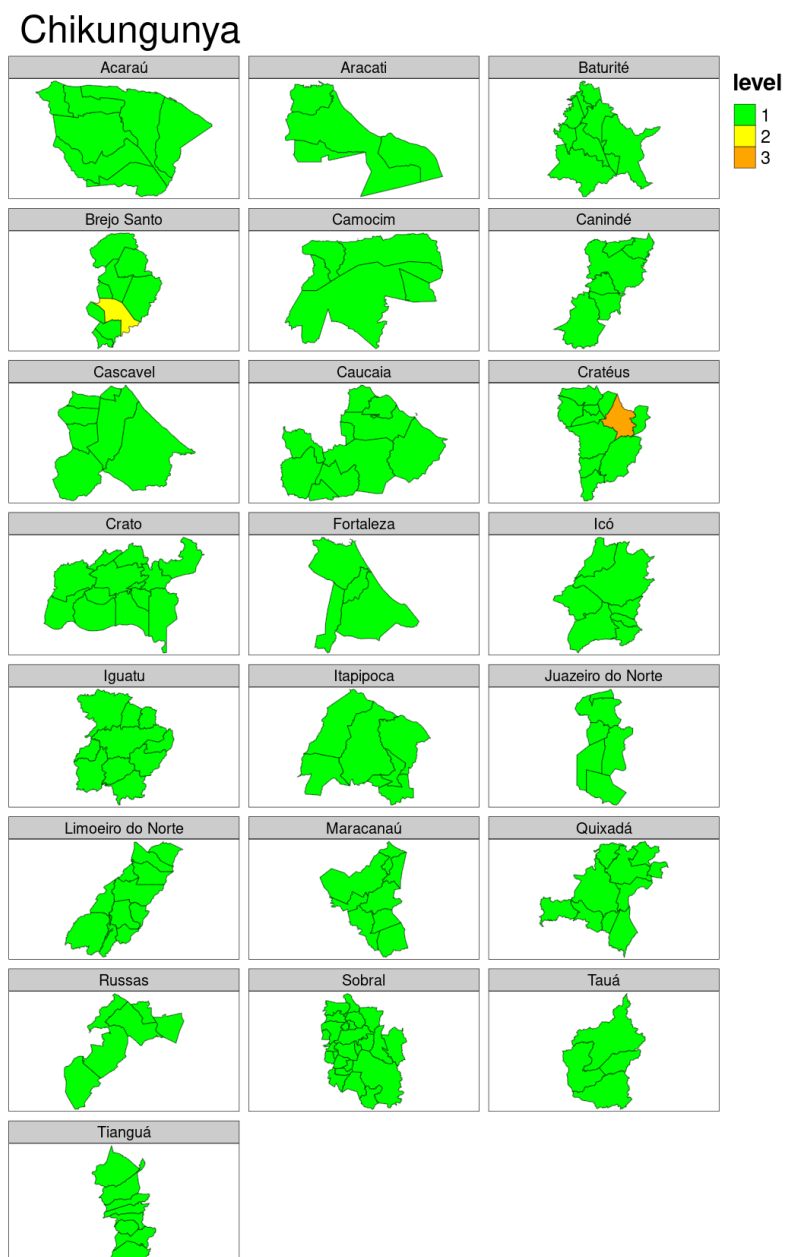 Chikungunya
Acaraú
Aracati
Baturité
level
1
2
3
Brejo Santo
Camocim
Canindé
Cascavel
Caucaia
Cratéus
Crato
Fortaleza
Icó
Iguatu
Itapipoca
Juazeiro do Norte
Limoeiro do Norte
Maracanaú
Quixadá
Russas
Sobral
Tauá
Tianguá